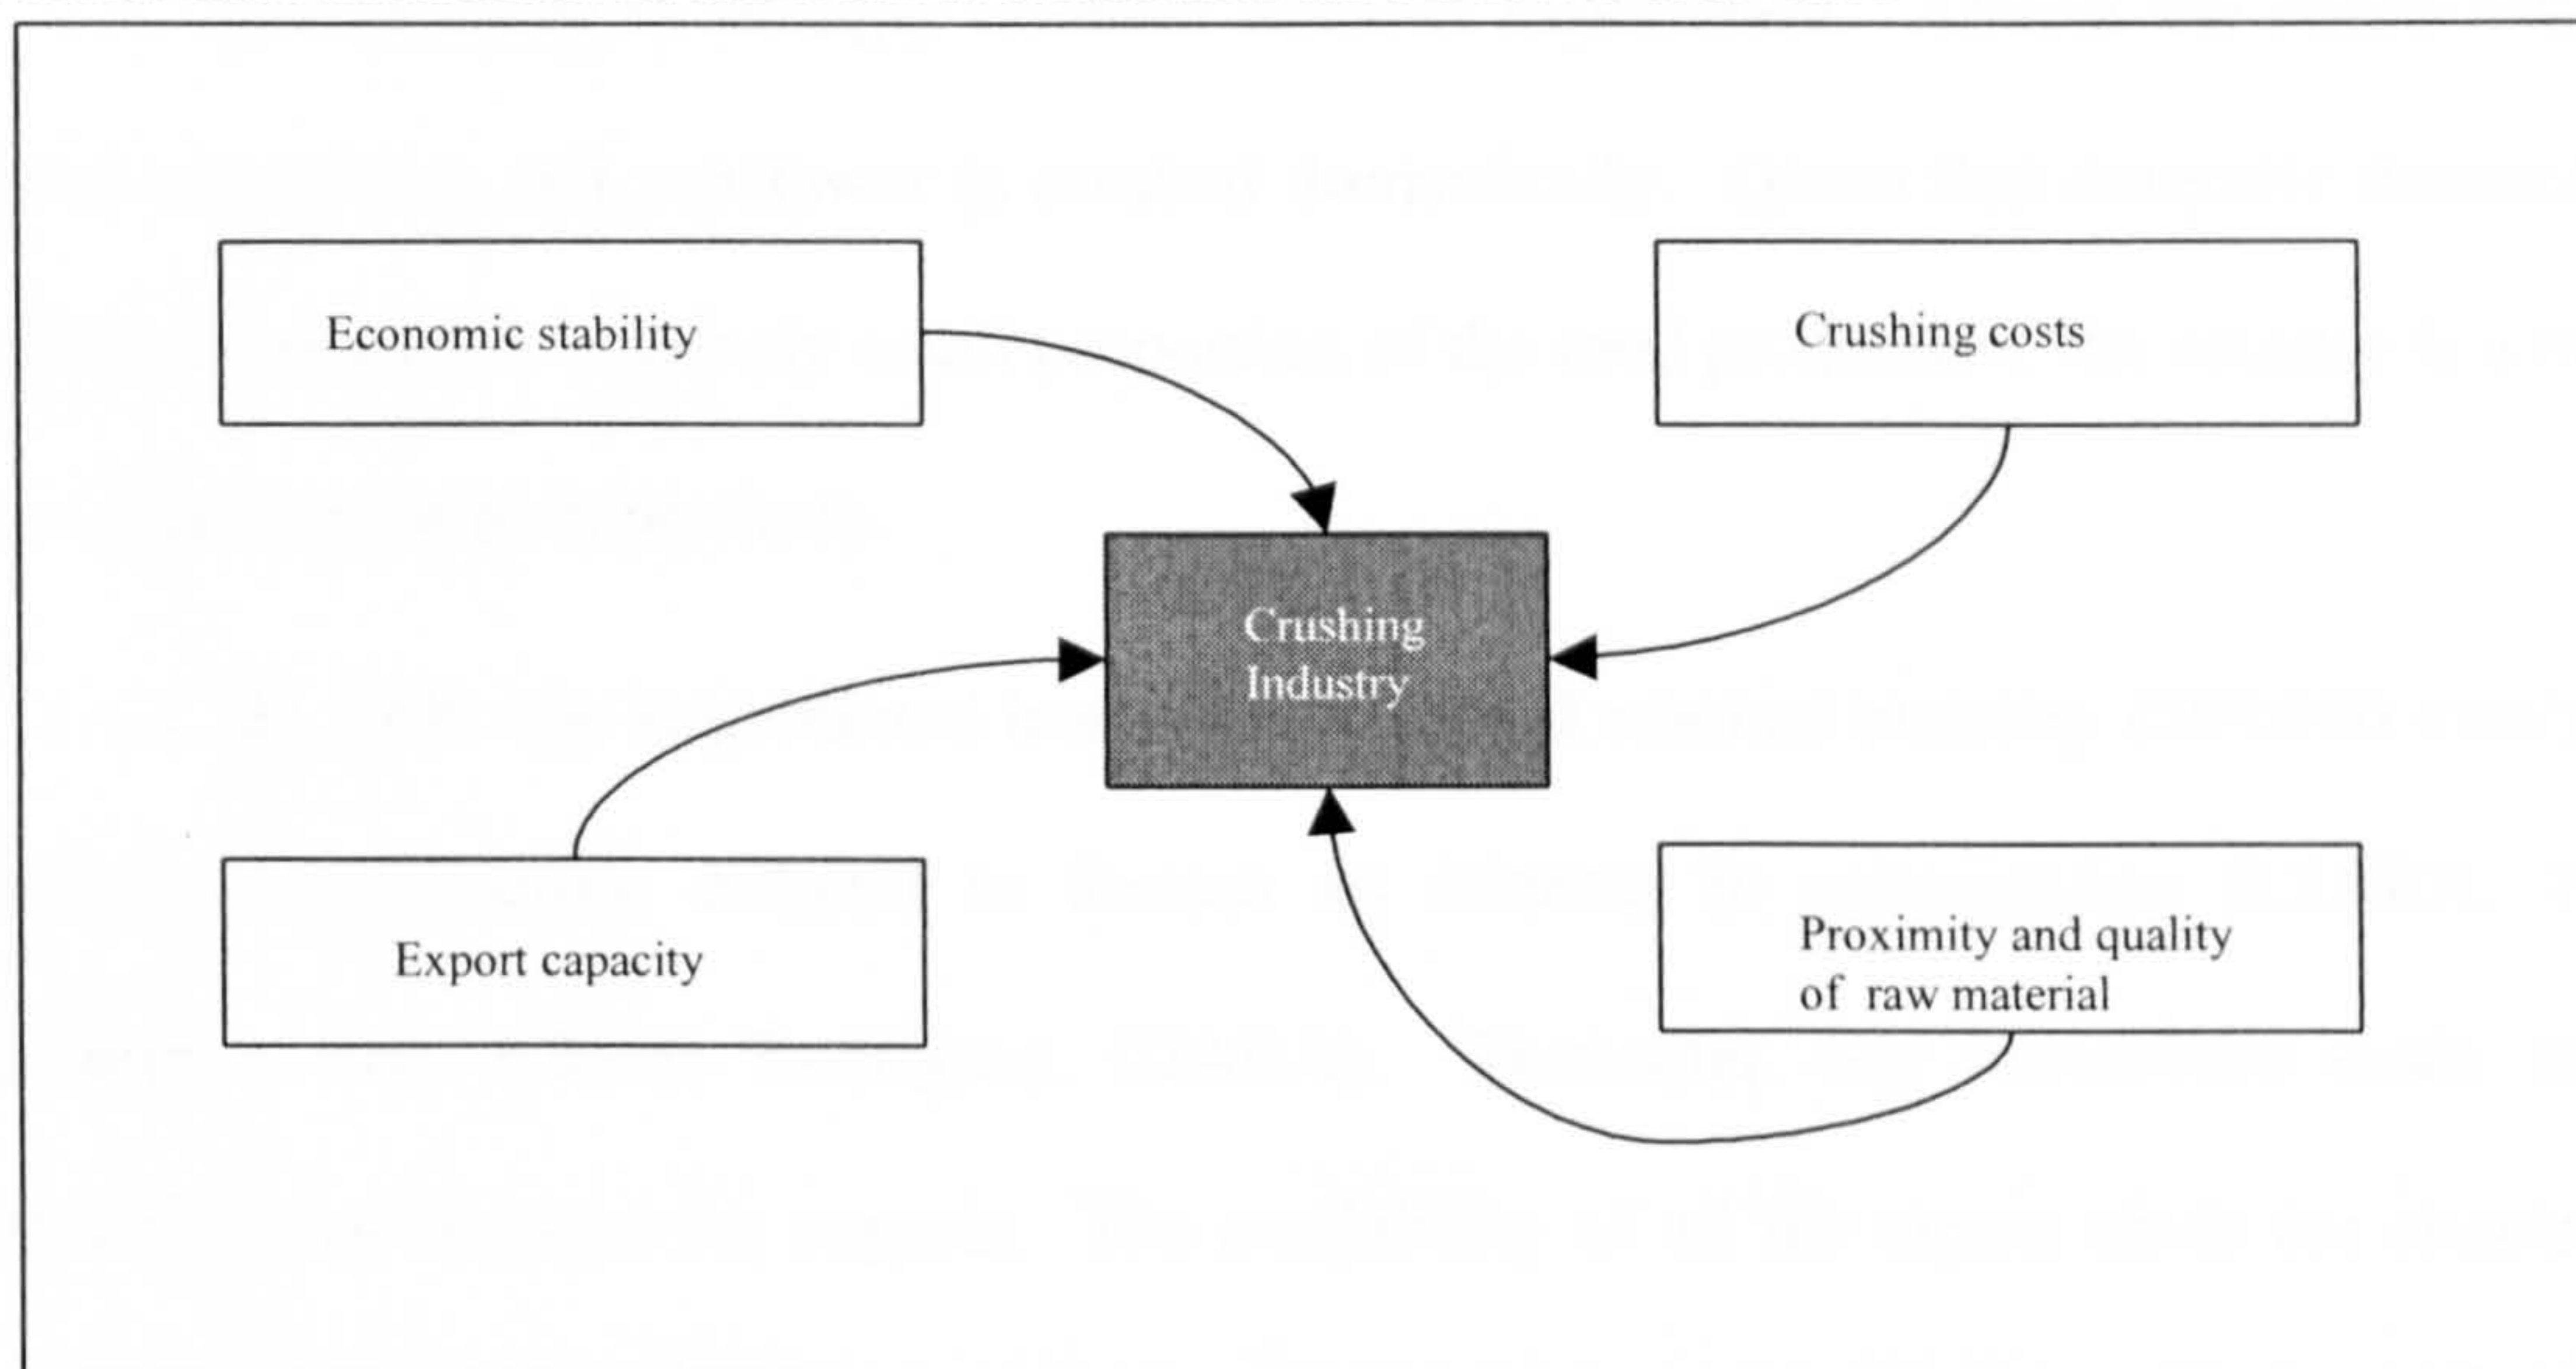 Economic stability
Crushing costs
Crushing
Industry
Export capacity
Proximity and quality
of raw material